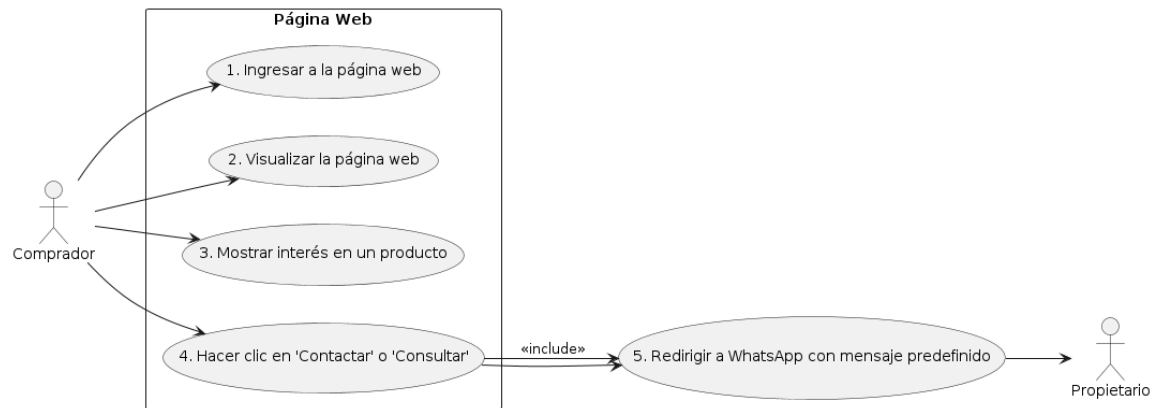 Página Web
1. Ingresar a la página web
2. Visualizar la página web
Comprador
3. Mostrar interés en un producto
4. Hacer clic en 'Contactar' o 'Consultar'
«include»
5. Redirigir a WhatsApp con mensaje predefinido
Propietario